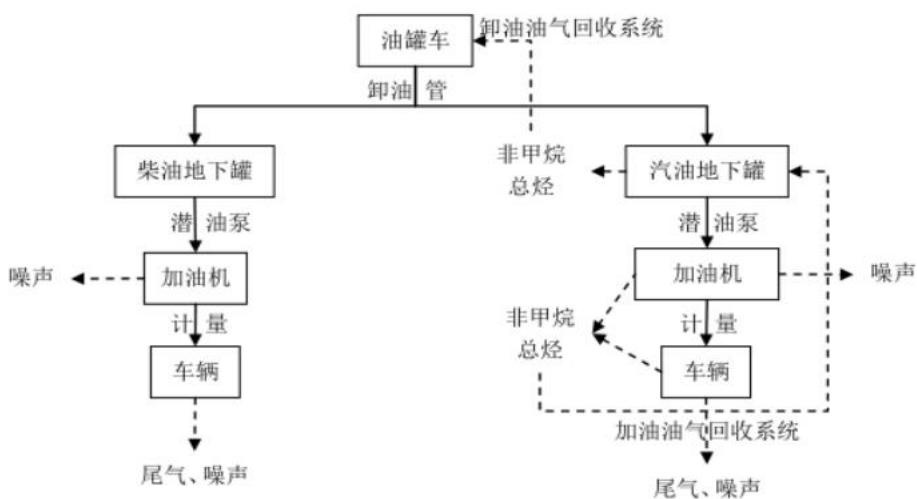 卸油油气回收系统
油罐车
卸油管
柴油地下罐
非甲烷
总烃
汽油地下罐
潜油泵
潜油泵
噪声
加油机
加油机
噪声
计量
非甲烷
总烃
计量
车辆
车辆
加油油气回收系统
尾气、噪声
尾气、噪声